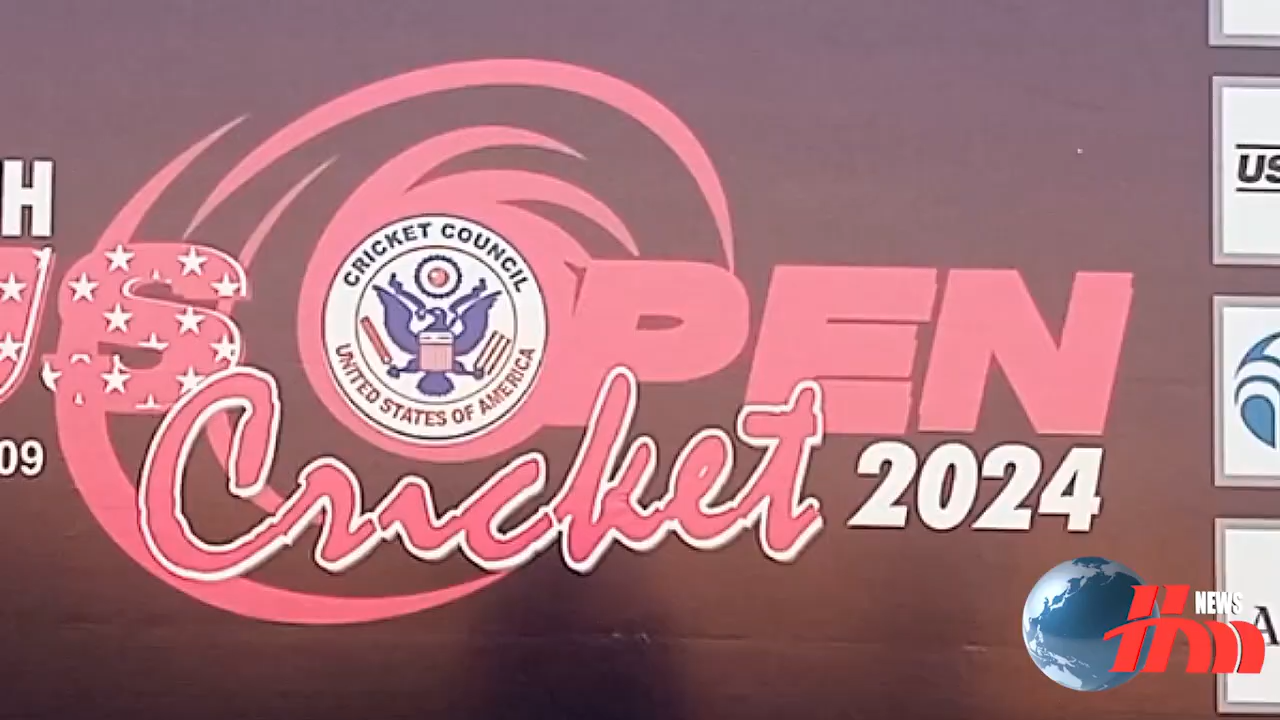 H
US OPEN
CRICKET COUNCIL
UNITED STATES OF AMERICA
Cricket 2024
09
US
A
NEWS